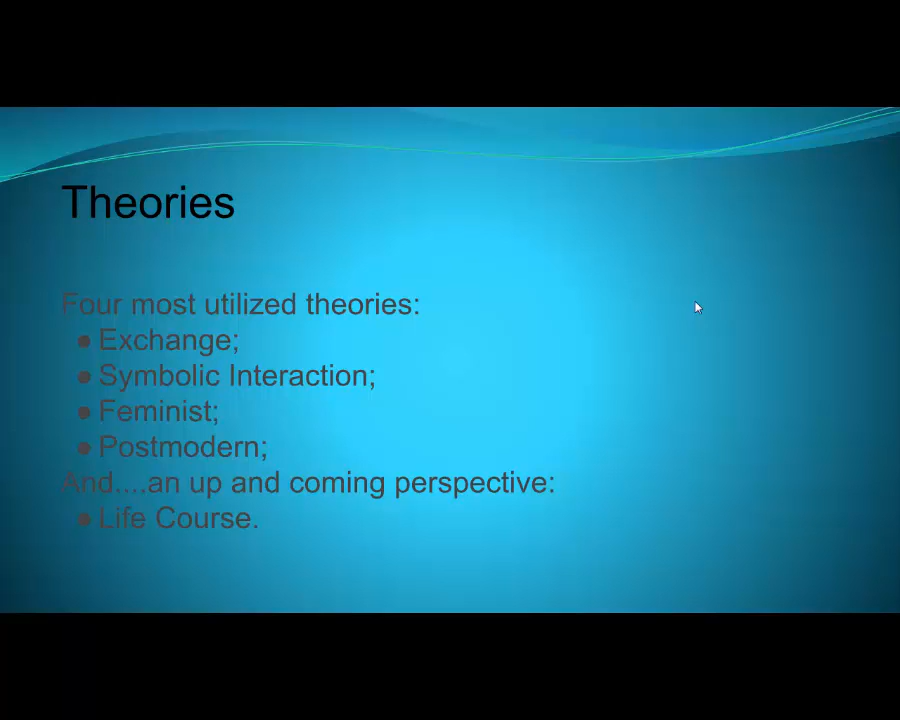 Theories
Four most utilized theories:
● Exchange;
● Symbolic Interaction;
● Feminist;
● Postmodern;
And....an up and coming perspective:
● Life Course.